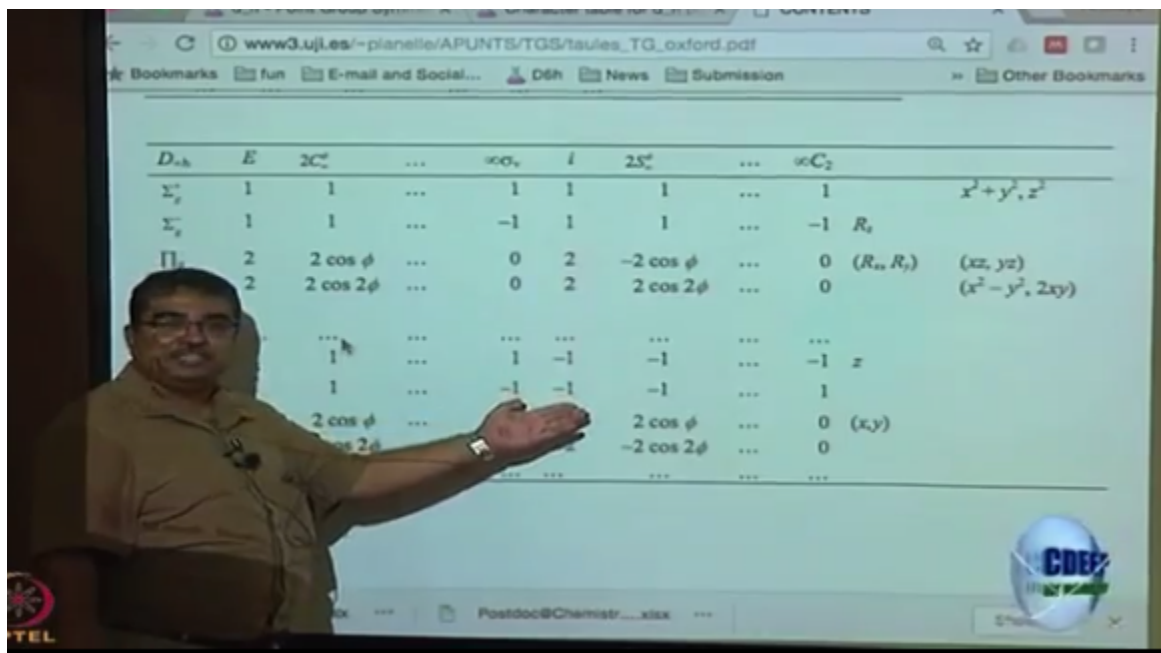 CONTENTS
www3.uji.es/~planelle/APUNTS/TGS/taules_TG_oxford.pdf
Bookmarks fun E-mail and Social... D6h News Submission » Other Bookmarks
D∞h E 2C∞^φ ... ∞σv i 2S∞^φ ... ∞C2
Σg+ 1 1 ... 1 1 1 ... 1 x² + y², z²
Σg- 1 1 ... -1 1 1 ... -1 Rz
Πg 2 2 cos ϕ ... 0 2 -2 cos ϕ ... 0 (Rx, Ry) (xz, yz)
2 2 cos 2ϕ ... 0 2 2 cos 2ϕ ... 0 (x² - y², 2xy)
... ... ... ... ... ... ...
1 ... 1 -1 -1 ... -1 z
1 ... -1 -1 -1 ... 1
2 cos ϕ ... 2 cos ϕ ... 0 (x,y)
2ϕ -2 cos 2ϕ ... 0
... ... ... ... ...
CDEEP
Postdoc@Chemistr....xlsx ...
PTEL